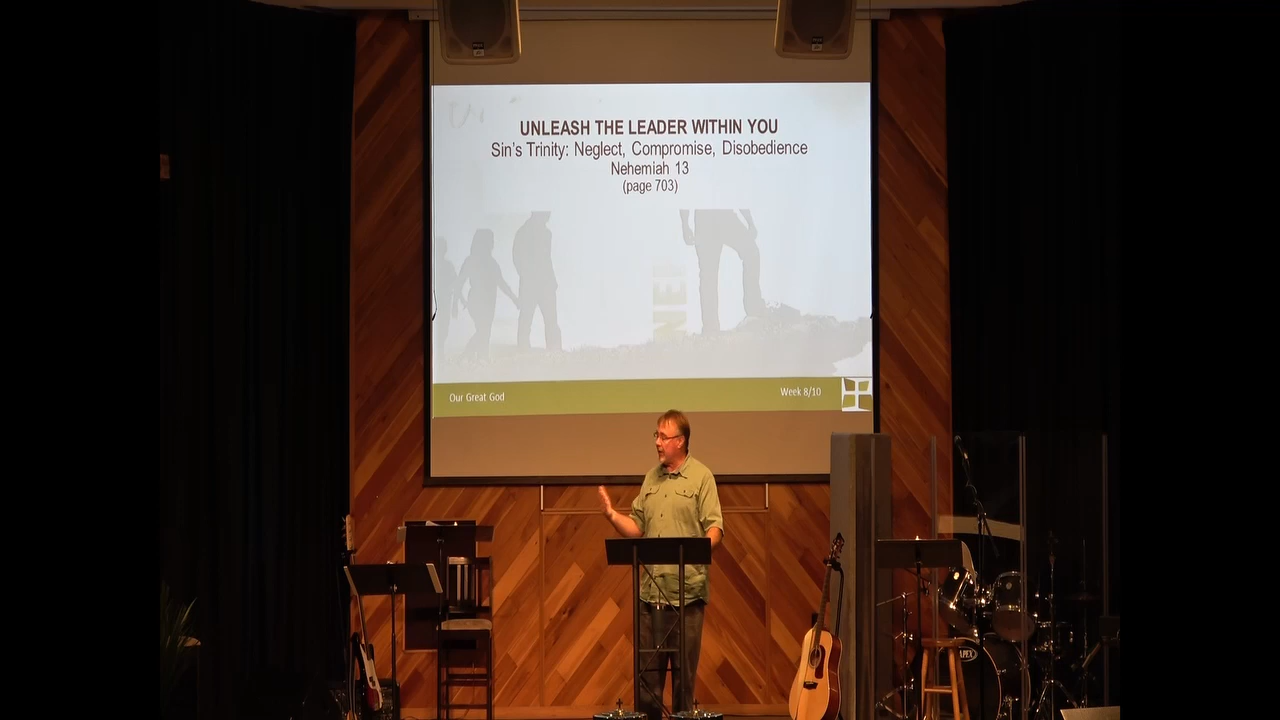 UNLEASH THE LEADER WITHIN YOU
Sin's Trinity: Neglect, Compromise, Disobedience
Nehemiah 13
(page 703)
NEH
Our Great God
Week 8/10
APEX